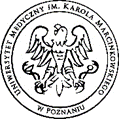 UNIWERSYTET MEDYCZNY IM. KAROLA MARCINKOWSKIEGO
W POZNANIU